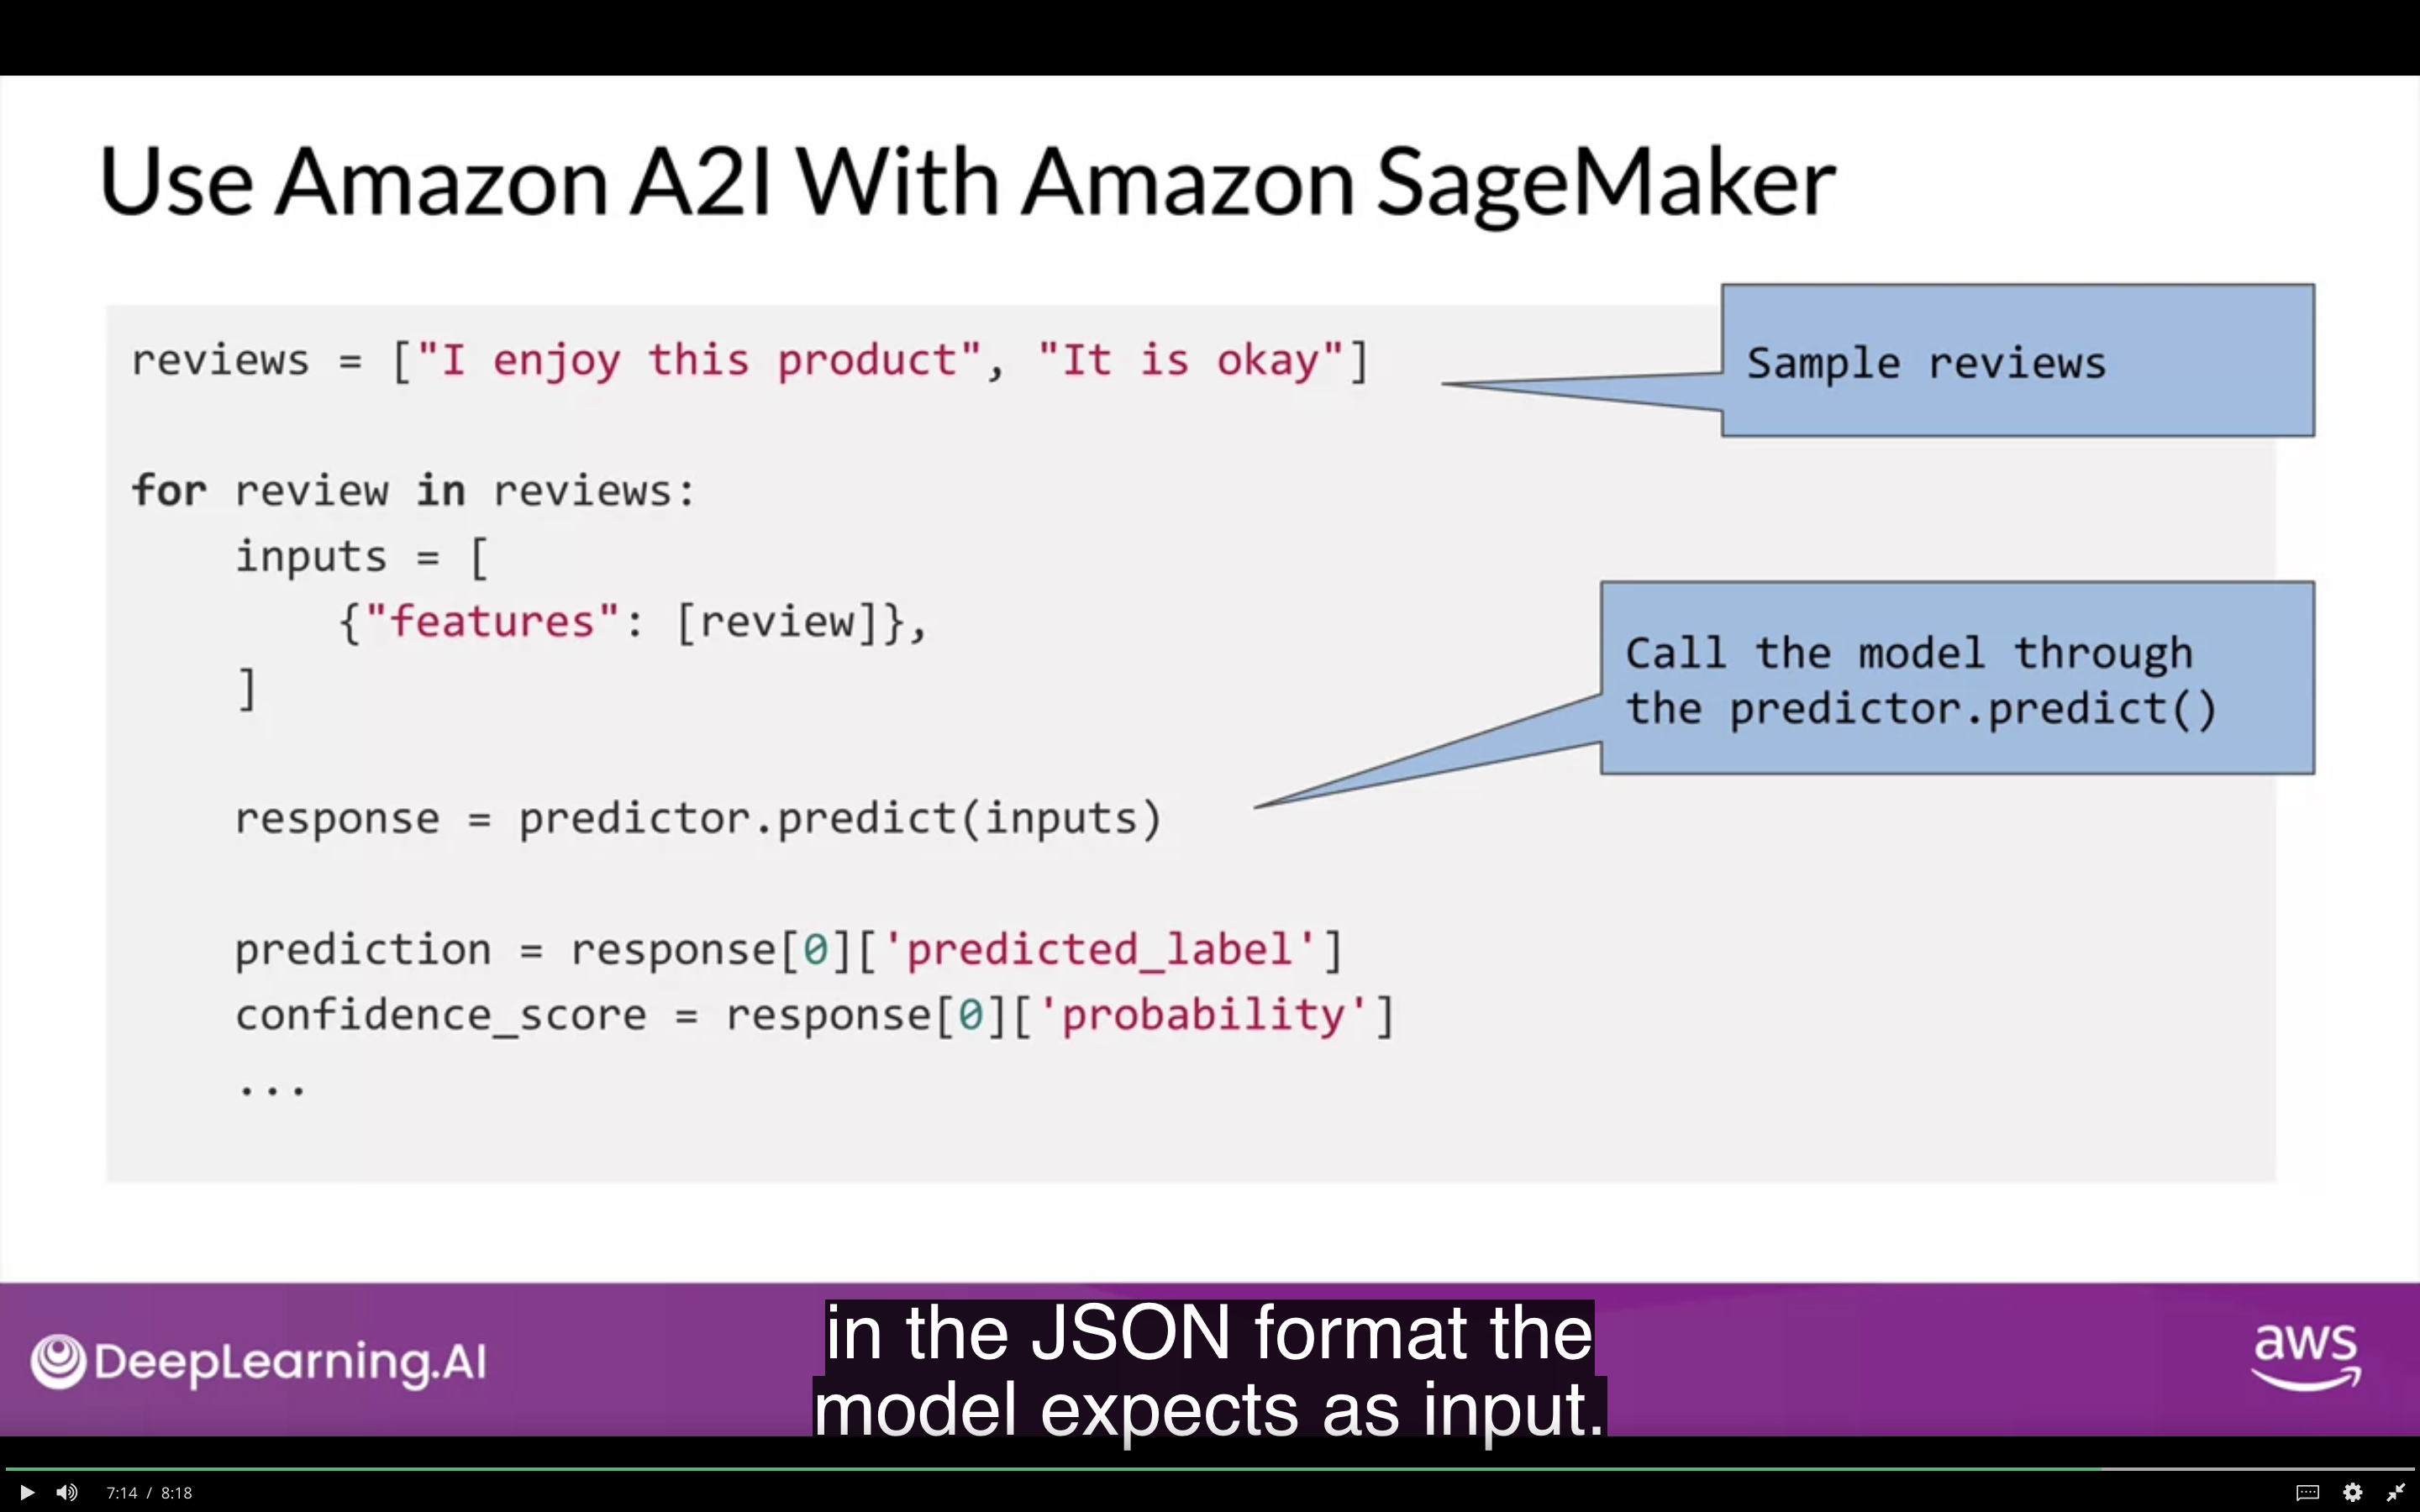 Use Amazon A2I With Amazon SageMaker
reviews = ["I enjoy this product", "It is okay"]
Sample reviews
for review in reviews:
    inputs = [
        {"features": [review]},
    ]
Call the model through
the predictor.predict()
    response = predictor.predict(inputs)
    prediction = response[0]['predicted_label']
    confidence_score = response[0]['probability']
    ...
DeepLearning.AI
in the JSON format the
model expects as input.
aws
7:14 / 8:18